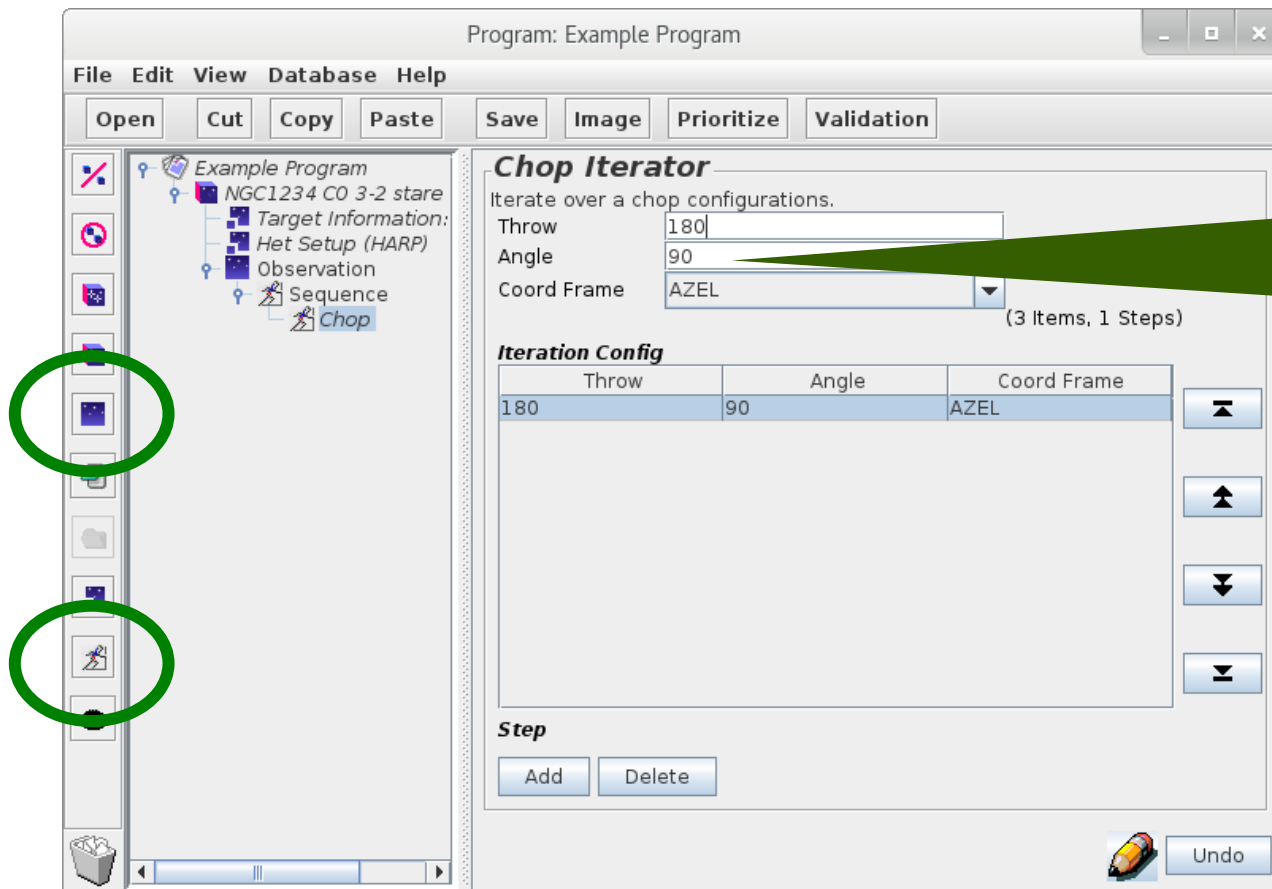 Program: Example Program
File Edit View Database Help
Open Cut Copy Paste Save Image Prioritize Validation
Example Program
NGC1234 CO 3-2 stare
Target Information:
Het Setup (HARP)
Observation
Sequence
Chop
Chop Iterator
Iterate over a chop configurations.
Throw 180
Angle 90
Coord Frame AZEL
(3 Items, 1 Steps)
Iteration Config
Throw Angle Coord Frame
180 90 AZEL
Step
Add Delete
Undo